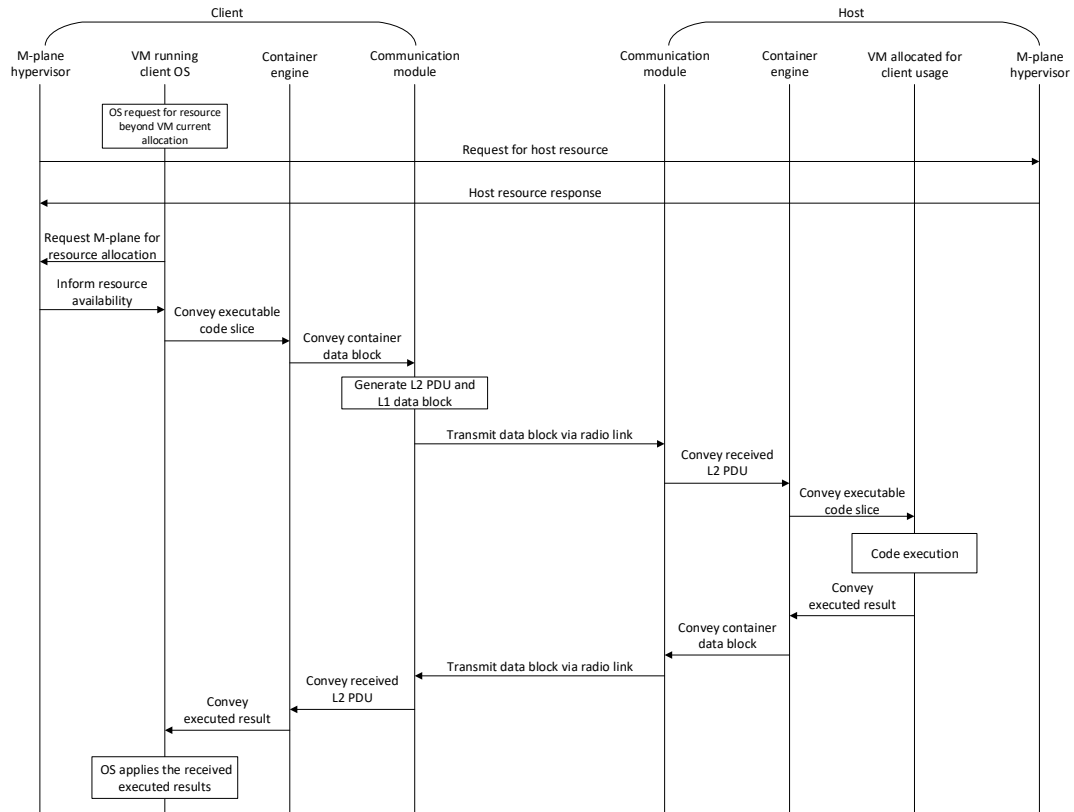 Client
Host
M-plane
hypervisor
VM running
client OS
Container
engine
Communication
module
Communication
module
Container
engine
VM allocated for
client usage
M-plane
hypervisor
OS request for resource
beyond VM current
allocation
Request for host resource
Host resource response
Request M-plane for
resource allocation
Inform resource
availability
Convey executable
code slice
Convey container
data block
Generate L2 PDU and
L1 data block
Transmit data block via radio link
Convey received
L2 PDU
Convey executable
code slice
Code execution
Convey
executed result
Convey container
data block
Transmit data block via radio link
Convey received
L2 PDU
Convey
executed result
OS applies the received
executed results